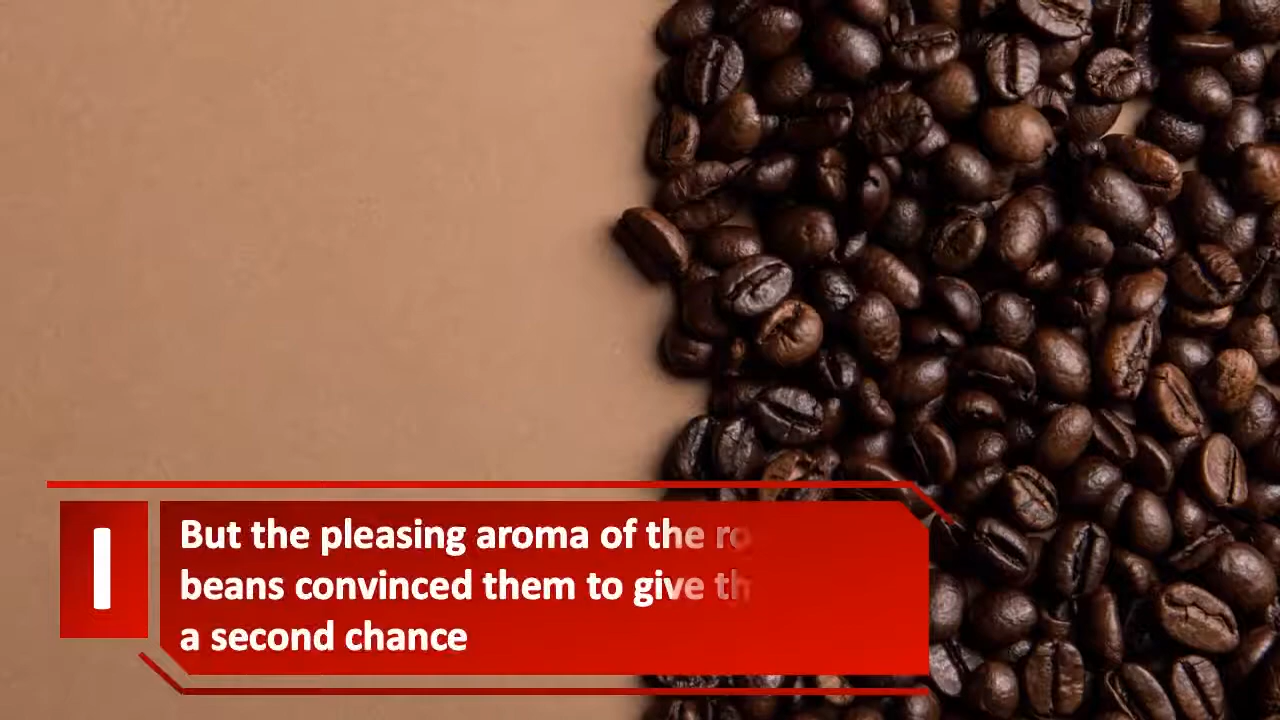 I
But the pleasing aroma of the
beans convinced them to give
a second chance